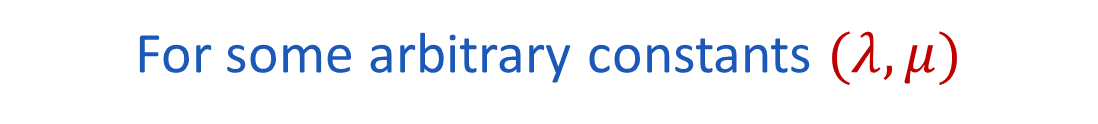 For some arbitrary constants (λ, μ)